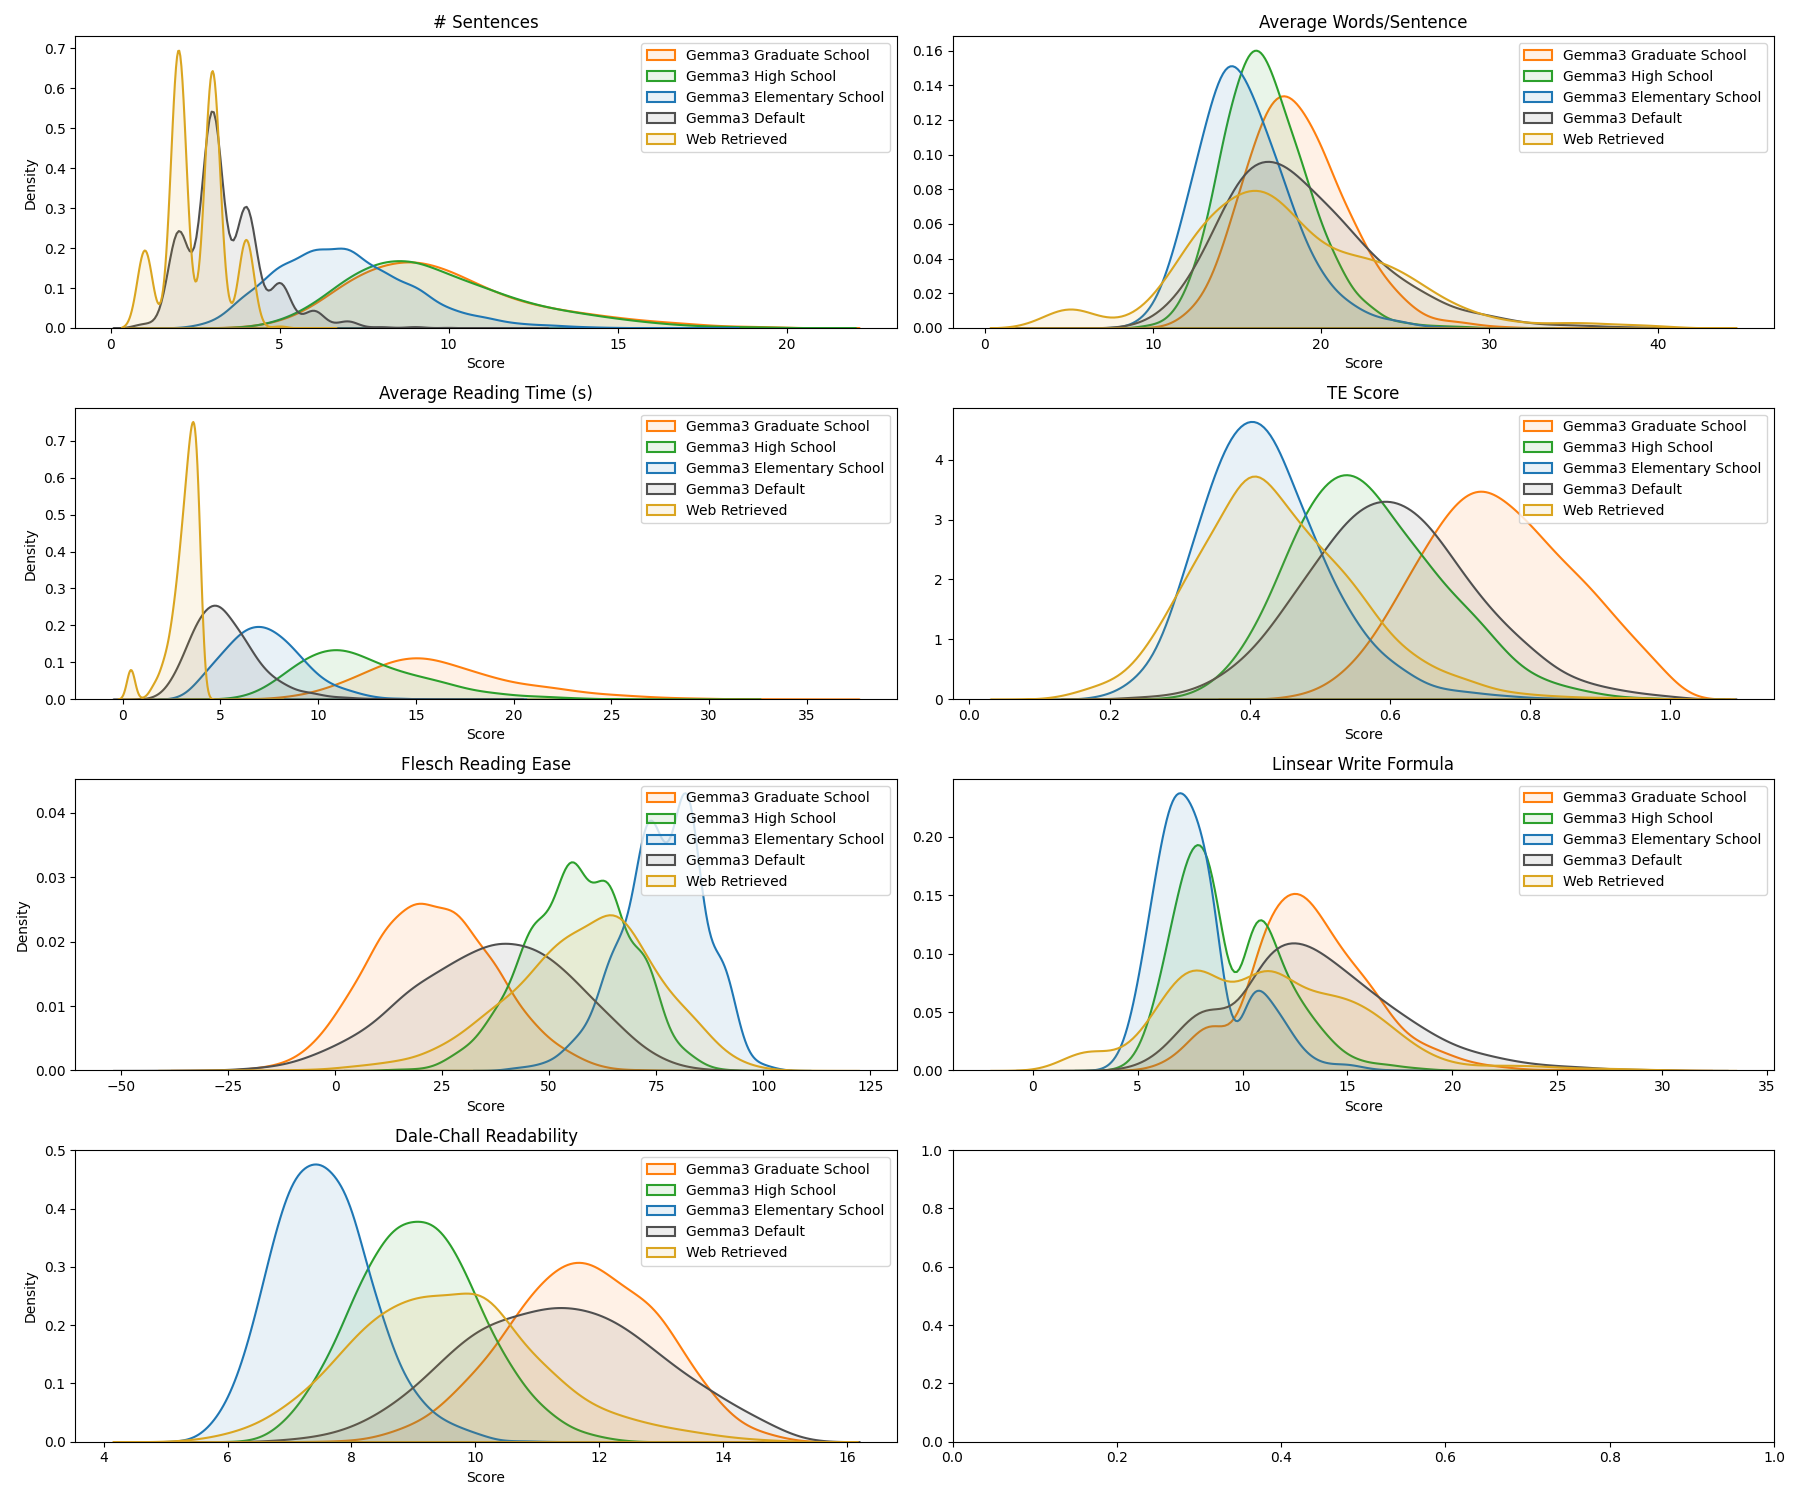 # Sentences
Density
0.7
0.6
0.5
0.4
0.3
0.2
0.1
0.0
0 5 10 15 20
Score
Gemma3 Graduate School
Gemma3 High School
Gemma3 Elementary School
Gemma3 Default
Web Retrieved
Average Words/Sentence
0.16
0.14
0.12
0.10
0.08
0.06
0.04
0.02
0.00
0 10 20 30 40
Score
Gemma3 Graduate School
Gemma3 High School
Gemma3 Elementary School
Gemma3 Default
Web Retrieved
Average Reading Time (s)
Density
0.7
0.6
0.5
0.4
0.3
0.2
0.1
0.0
0 5 10 15 20 25 30 35
Score
Gemma3 Graduate School
Gemma3 High School
Gemma3 Elementary School
Gemma3 Default
Web Retrieved
TE Score
4
3
2
1
0
0.0 0.2 0.4 0.6 0.8 1.0
Score
Gemma3 Graduate School
Gemma3 High School
Gemma3 Elementary School
Gemma3 Default
Web Retrieved
Flesch Reading Ease
Density
0.04
0.03
0.02
0.01
0.00
−50 −25 0 25 50 75 100 125
Score
Gemma3 Graduate School
Gemma3 High School
Gemma3 Elementary School
Gemma3 Default
Web Retrieved
Linsear Write Formula
0.20
0.15
0.10
0.05
0.00
0 5 10 15 20 25 30 35
Score
Gemma3 Graduate School
Gemma3 High School
Gemma3 Elementary School
Gemma3 Default
Web Retrieved
Dale-Chall Readability
Density
0.5
0.4
0.3
0.2
0.1
0.0
4 6 8 10 12 14 16
Score
Gemma3 Graduate School
Gemma3 High School
Gemma3 Elementary School
Gemma3 Default
Web Retrieved
1.0
0.8
0.6
0.4
0.2
0.0
0.0 0.2 0.4 0.6 0.8 1.0